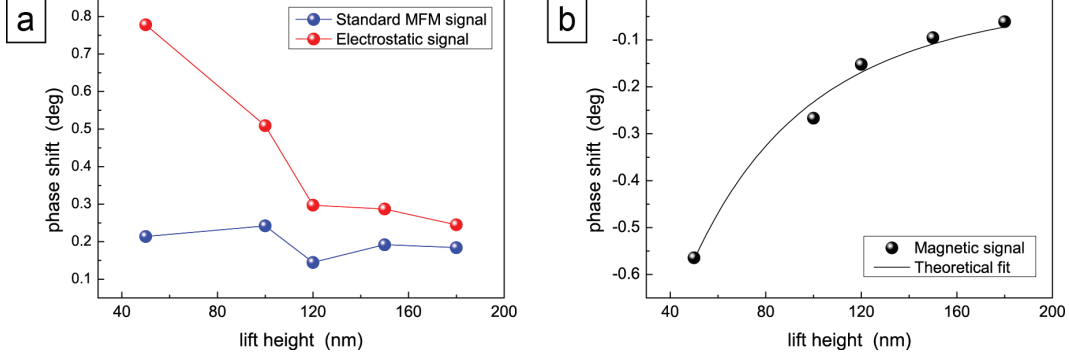 a
0.8
0.7
0.6
0.5
0.4
0.3
0.2
0.1
phase shift (deg)
40
80
120
160
200
lift height (nm)
Standard MFM signal
Electrostatic signal
b
-0.1
-0.2
-0.3
-0.4
-0.5
-0.6
phase shift (deg)
40
80
120
160
200
lift height (nm)
Magnetic signal
Theoretical fit